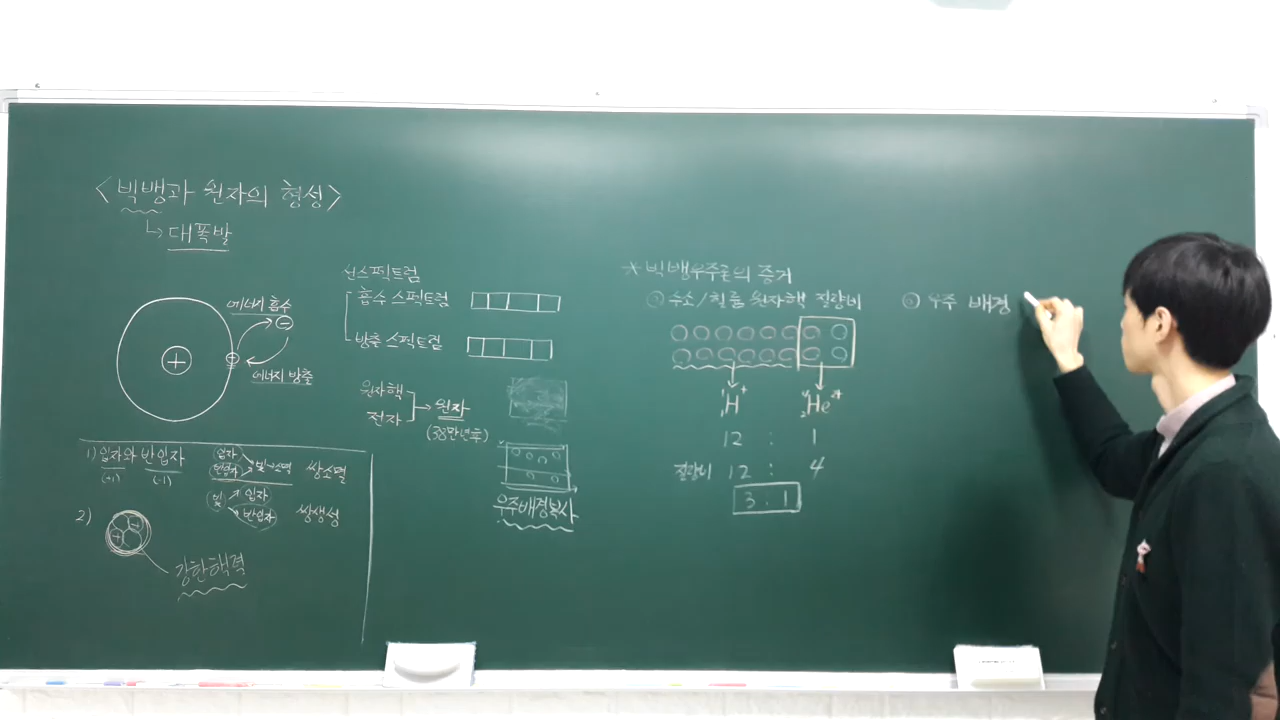 <빅뱅과 원자의 형성>
↳ 대폭발
에너지 흡수
⊖
⊕
⊖
에너지 방출
1) 입자와 반입자
(+1) (-1)
입자
반입자
빛→소멸 쌍소멸
빛 입자
반입자 쌍생성
2)
강한핵력
선스펙트럼
흡수 스펙트럼
방출 스펙트럼
원자핵
전자 → 원자
(38만년후)
우주배경복사
* 빅뱅우주론의 증거
① 수소/헬륨 원자핵 질량비
¹₁H⁺ ⁴₂He²⁺
12 : 1
질량비 12 : 4
3 : 1
② 우주 배경